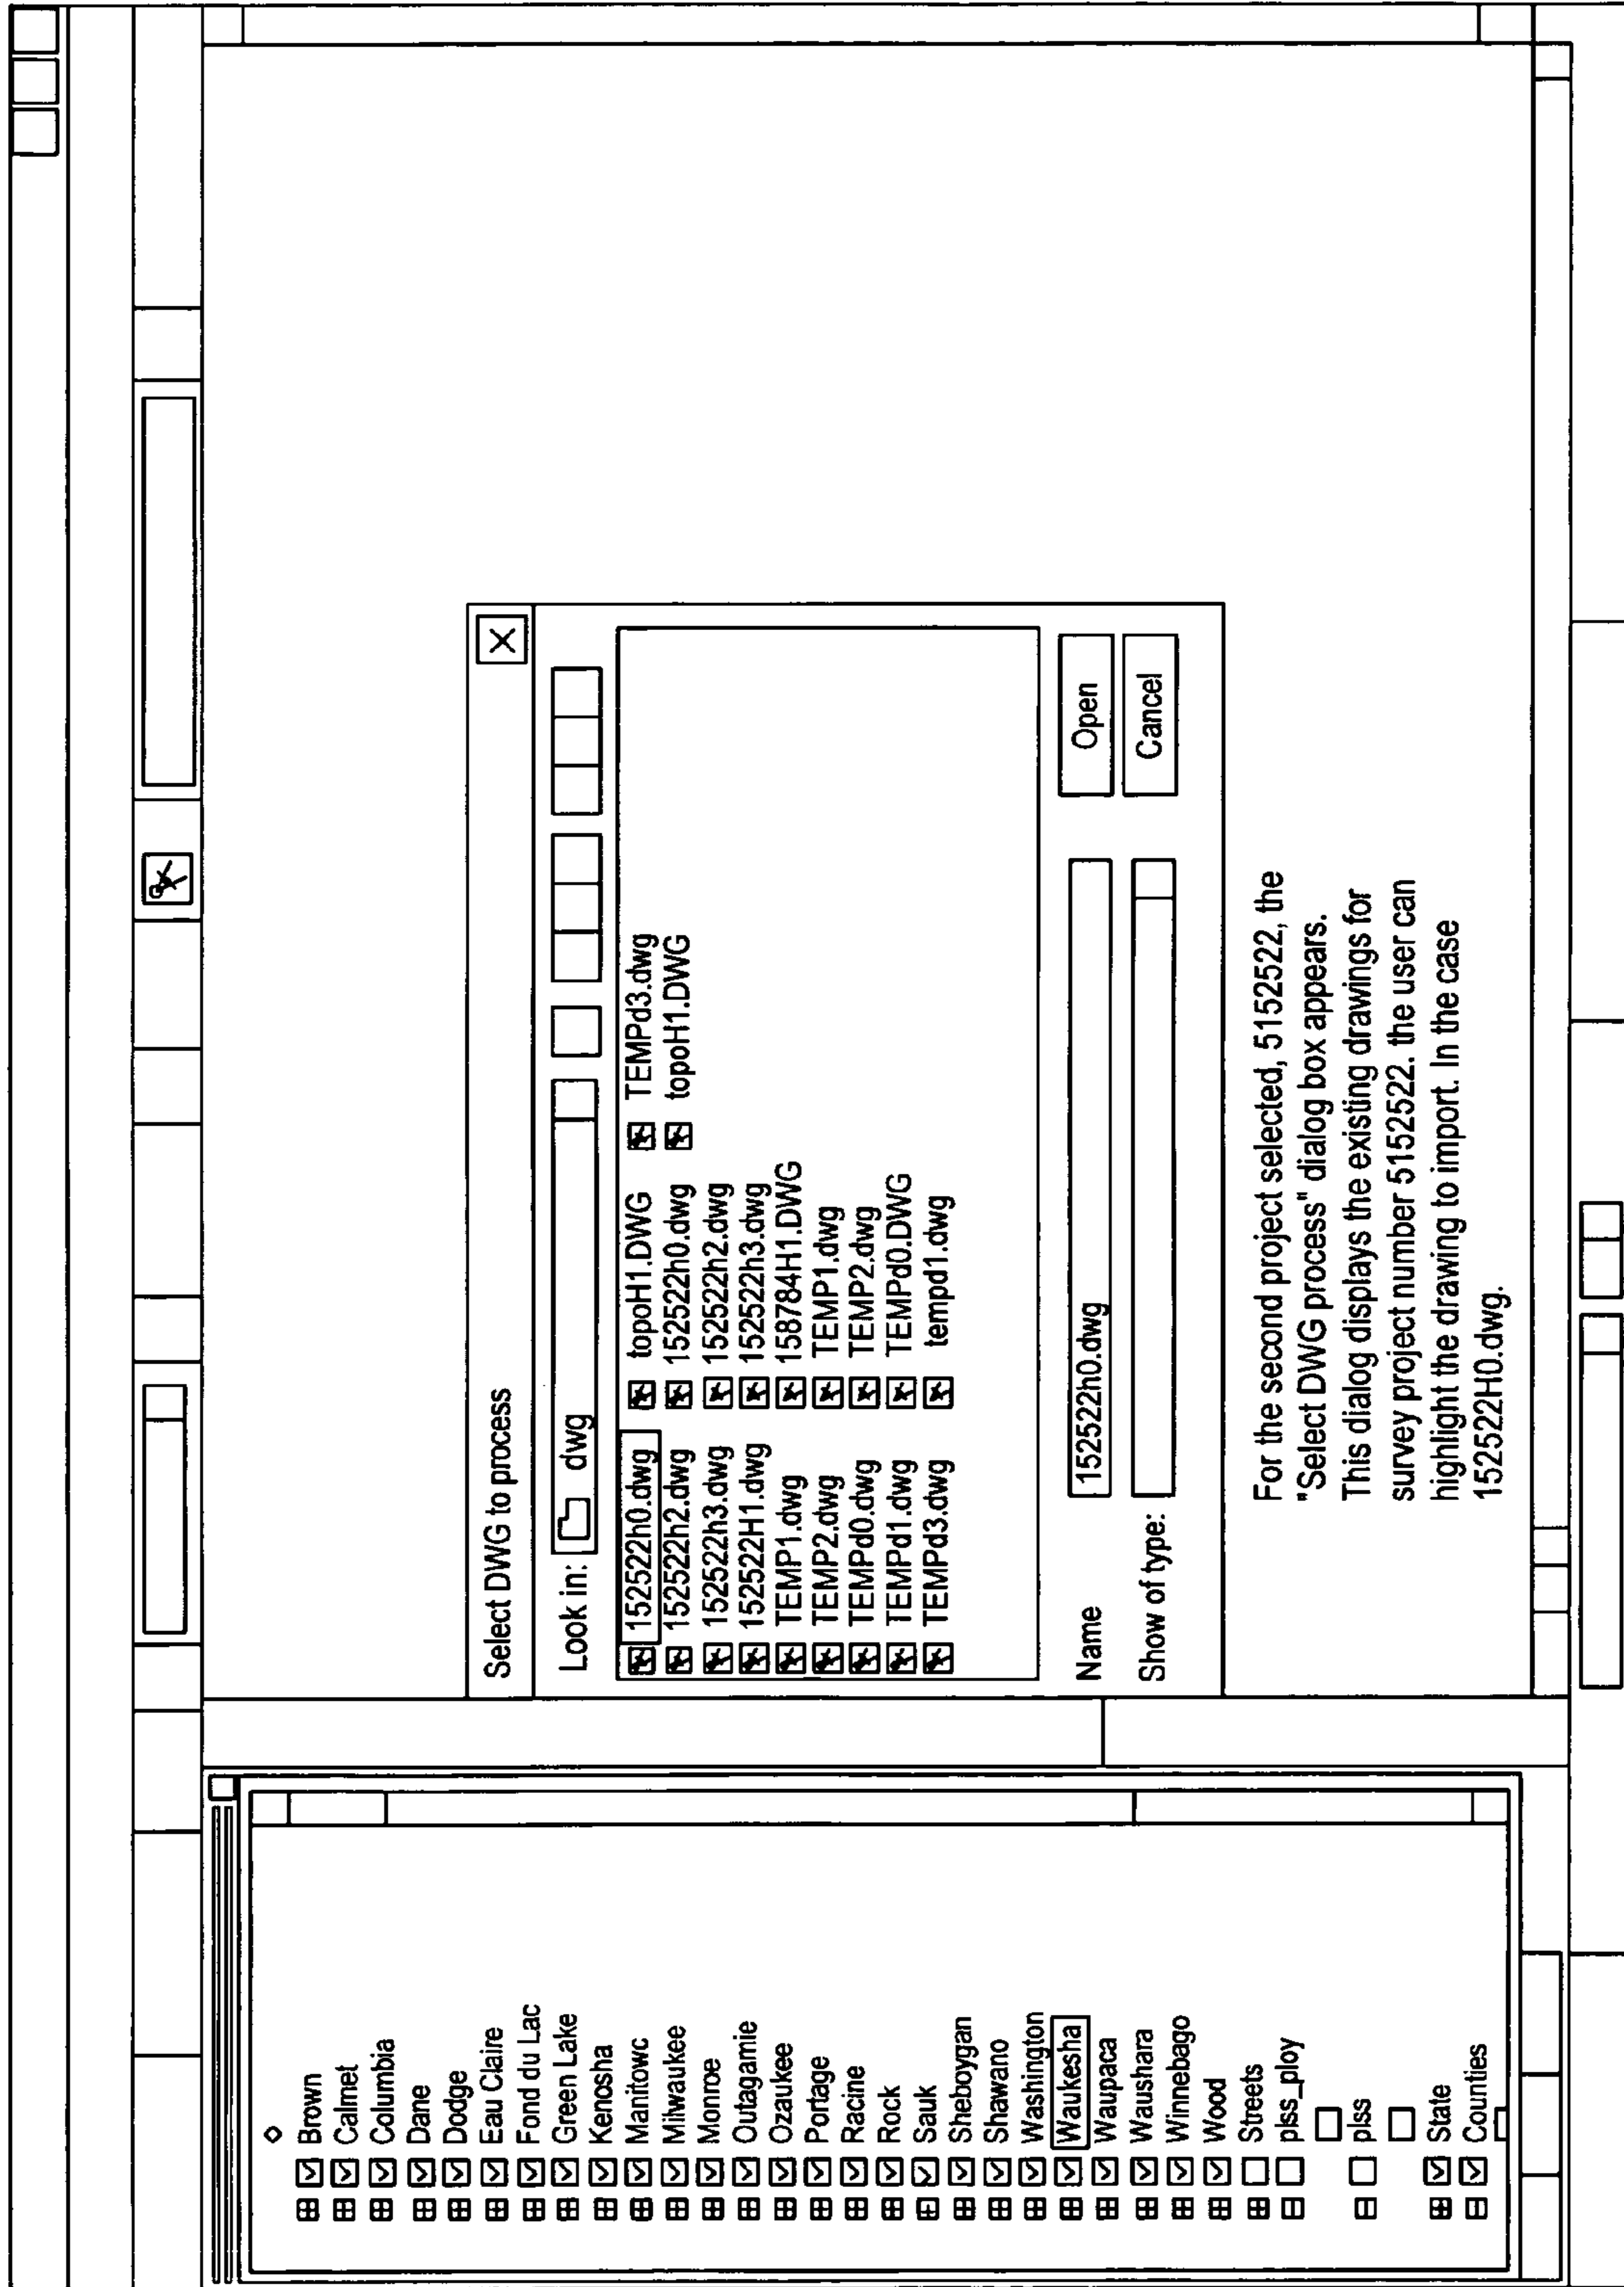 Brown
Calmet
Columbia
Dane
Dodge
Eau Claire
Fond du Lac
Green Lake
Kenosha
Manitowc
Milwaukee
Monroe
Outagamie
Ozaukee
Portage
Racine
Rock
Sauk
Sheboygan
Shawano
Washington
Waukesha
Waupaca
Waushara
Winnebago
Wood
Streets
plss_ploy
plss
State
Counties
Select DWG to process
Look in: dwg
152522h0.dwg topoH1.DWG TEMPd3.dwg
152522h2.dwg 152522h0.dwg topoH1.DWG
152522h3.dwg 152522h2.dwg
152522H1.dwg 152522h3.dwg
TEMP1.dwg 158784H1.DWG
TEMP2.dwg TEMP1.dwg
TEMPd0.dwg TEMP2.dwg
TEMPd1.dwg TEMPd0.DWG
TEMPd3.dwg tempd1.dwg
Name 152522h0.dwg Open
Show of type: Cancel
For the second project selected, 5152522, the
"Select DWG process" dialog box appears.
This dialog displays the existing drawings for
survey project number 5152522. the user can
highlight the drawing to import. In the case
152522H0.dwg.